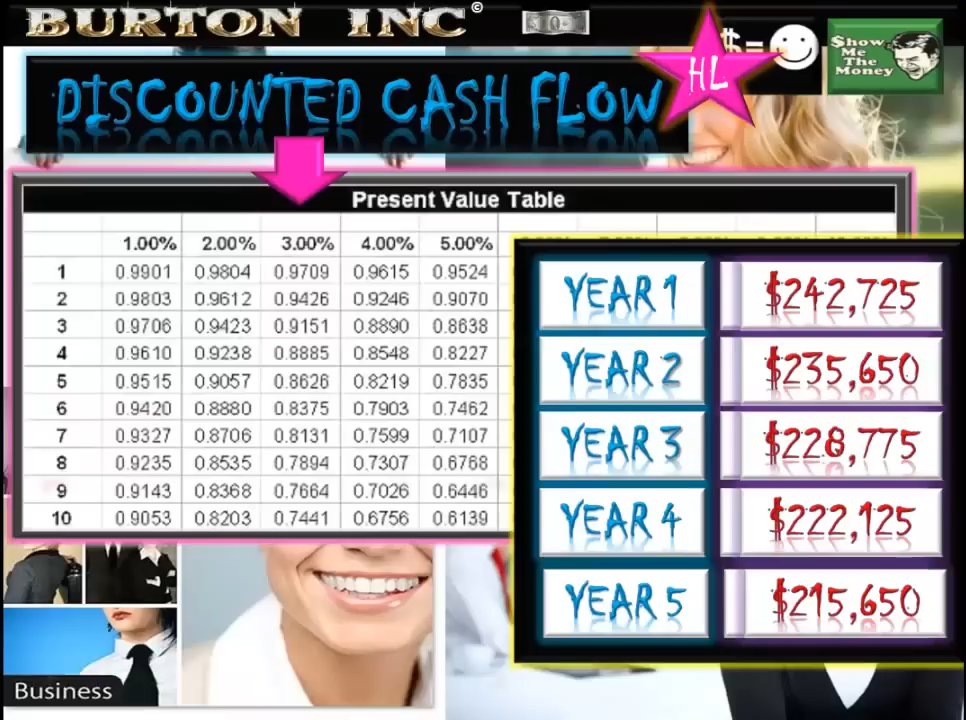 BURTON INC ©
10
$=
Show
Me
The
Money
HL
DISCOUNTED CASH FLOW
Present Value Table
1.00% 2.00% 3.00% 4.00% 5.00%
1 0.9901 0.9804 0.9709 0.9615 0.9524
2 0.9803 0.9612 0.9426 0.9246 0.9070
3 0.9706 0.9423 0.9151 0.8890 0.8638
4 0.9610 0.9238 0.8885 0.8548 0.8227
5 0.9515 0.9057 0.8626 0.8219 0.7835
6 0.9420 0.8880 0.8375 0.7903 0.7462
7 0.9327 0.8706 0.8131 0.7599 0.7107
8 0.9235 0.8535 0.7894 0.7307 0.6768
9 0.9143 0.8368 0.7664 0.7026 0.6446
10 0.9053 0.8203 0.7441 0.6756 0.6139
YEAR 1 $242,725
YEAR 2 $235,650
YEAR 3 $228,775
YEAR 4 $222,125
YEAR 5 $215,650
Business